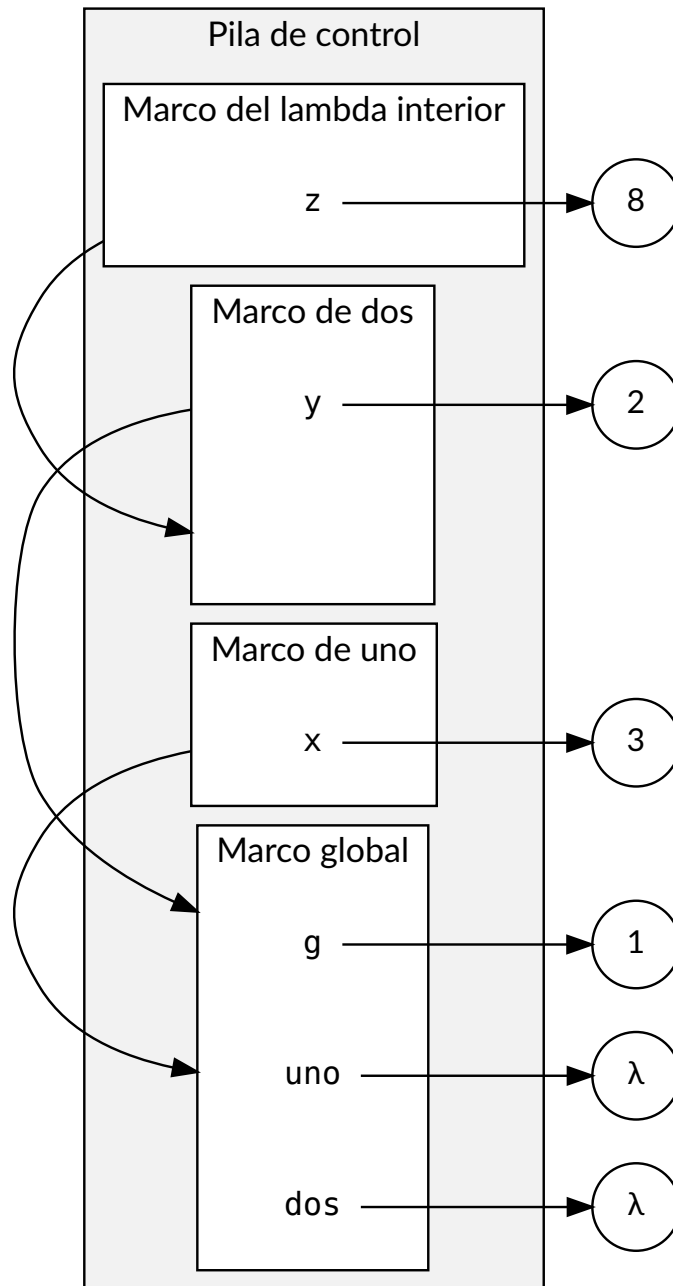 Pila de control
Marco del lambda interior
z 8
Marco de dos
y 2
Marco de uno
x 3
Marco global
g 1
uno λ
dos λ